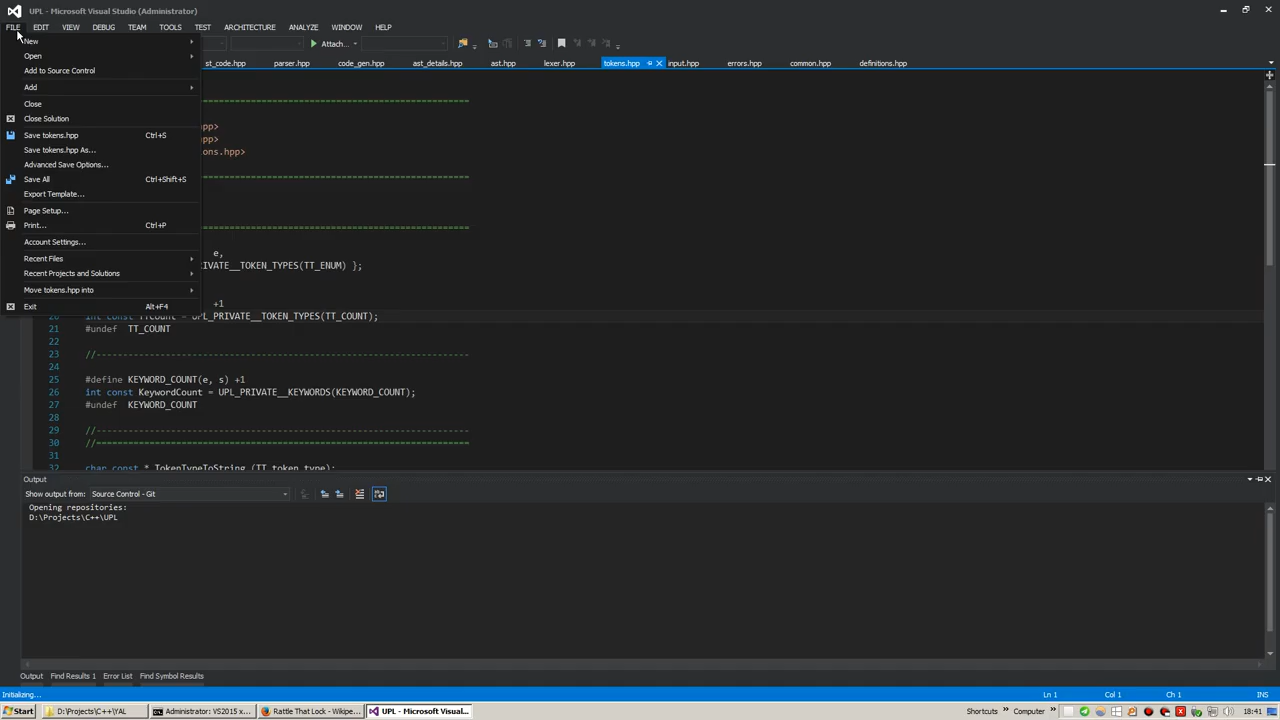 UPL - Microsoft Visual Studio (Administrator)
FILE EDIT VIEW DEBUG TEAM TOOLS TEST ARCHITECTURE ANALYZE WINDOW HELP
Attach...
st_code.hpp parser.hpp code_gen.hpp ast_details.hpp ast.hpp lexer.hpp tokens.hpp input.hpp errors.hpp common.hpp definitions.hpp
New
Open
Add to Source Control
Add
Close
Close Solution
Save tokens.hpp Ctrl+S
Save tokens.hpp As...
Advanced Save Options...
Save All Ctrl+Shift+S
Export Template...
Page Setup...
Print... Ctrl+P
Account Settings...
Recent Files
Recent Projects and Solutions
Move tokens.hpp into
Exit Alt+F4
========================================
pp>
pp>
ons.hpp>
e,
RIVATE__TOKEN_TYPES(TT_ENUM) };
+1
20 int const TTCount = UPL_PRIVATE__TOKEN_TYPES(TT_COUNT);
21 #undef TT_COUNT
22
23 //----------------------------------------------------------------------
24
25 #define KEYWORD_COUNT(e, s) +1
26 int const KeywordCount = UPL_PRIVATE__KEYWORDS(KEYWORD_COUNT);
27 #undef KEYWORD_COUNT
28
29 //----------------------------------------------------------------------
30 //======================================================================
31
32 char const * TokenTypeToString (TT token_type);
Output
Show output from: Source Control - Git
Opening repositories:
D:\Projects\C++\UPL
Output Find Results 1 Error List Find Symbol Results
Initializing... Ln 1 Col 1 Ch 1 INS
Start D:\Projects\C++\YAL Administrator: VS2015 x... Rattle That Lock - Wikipe... UPL - Microsoft Visual... Shortcuts » Computer » 18:41